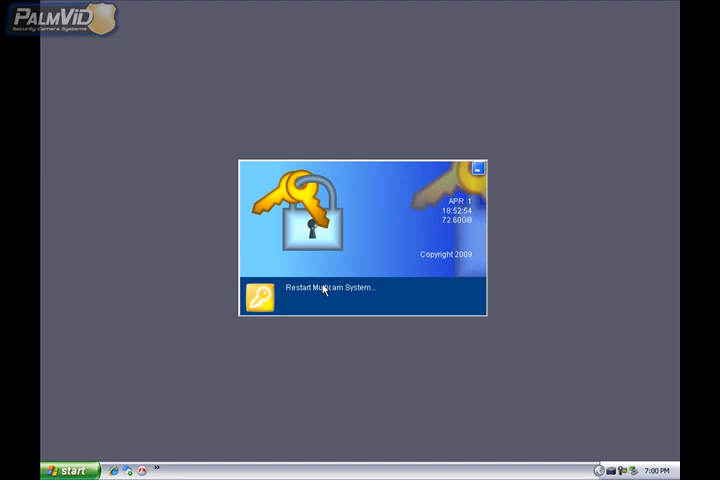 PALMVID
Security Camera Systems
APR 1
18:52:54
72.60GB
Copyright 2009
Restart Multicam System...
start
7:00 PM